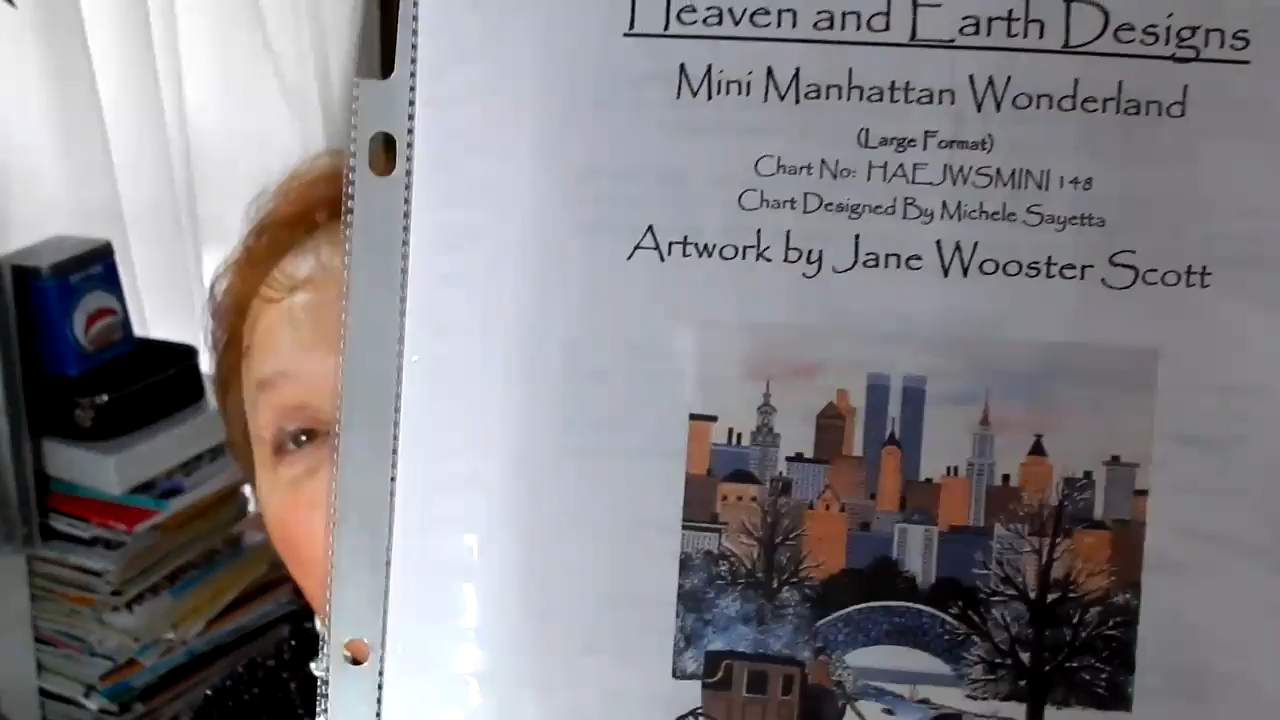 Heaven and Earth Designs
Mini Manhattan Wonderland
(Large Format)
Chart No: HAEJWSMINI 148
Chart Designed By Michele Sayetta
Artwork by Jane Wooster Scott